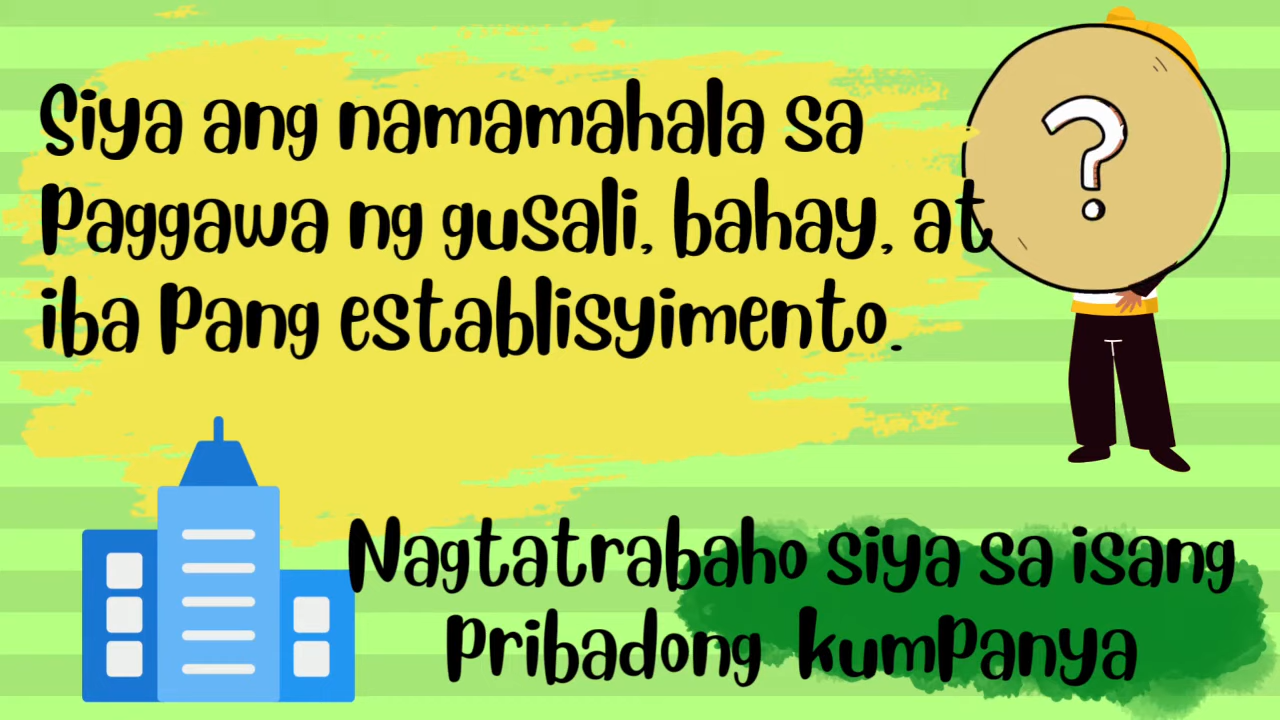 Siya ang namamahala sa
Paggawa ng gusali, bahay, at
iba Pang establisyimento.
?
Nagtatrabaho siya sa isang
Pribadong kumPanya